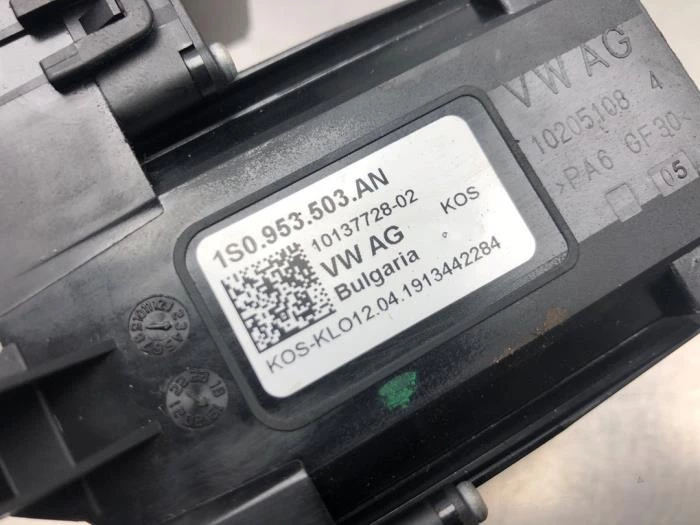 VW AG
10205108 4
>PA6 GF30<
05
1S0.953.503.AN
10137728-02
VW AG KOS
Bulgaria
KOS-KLO12.04.1913442284